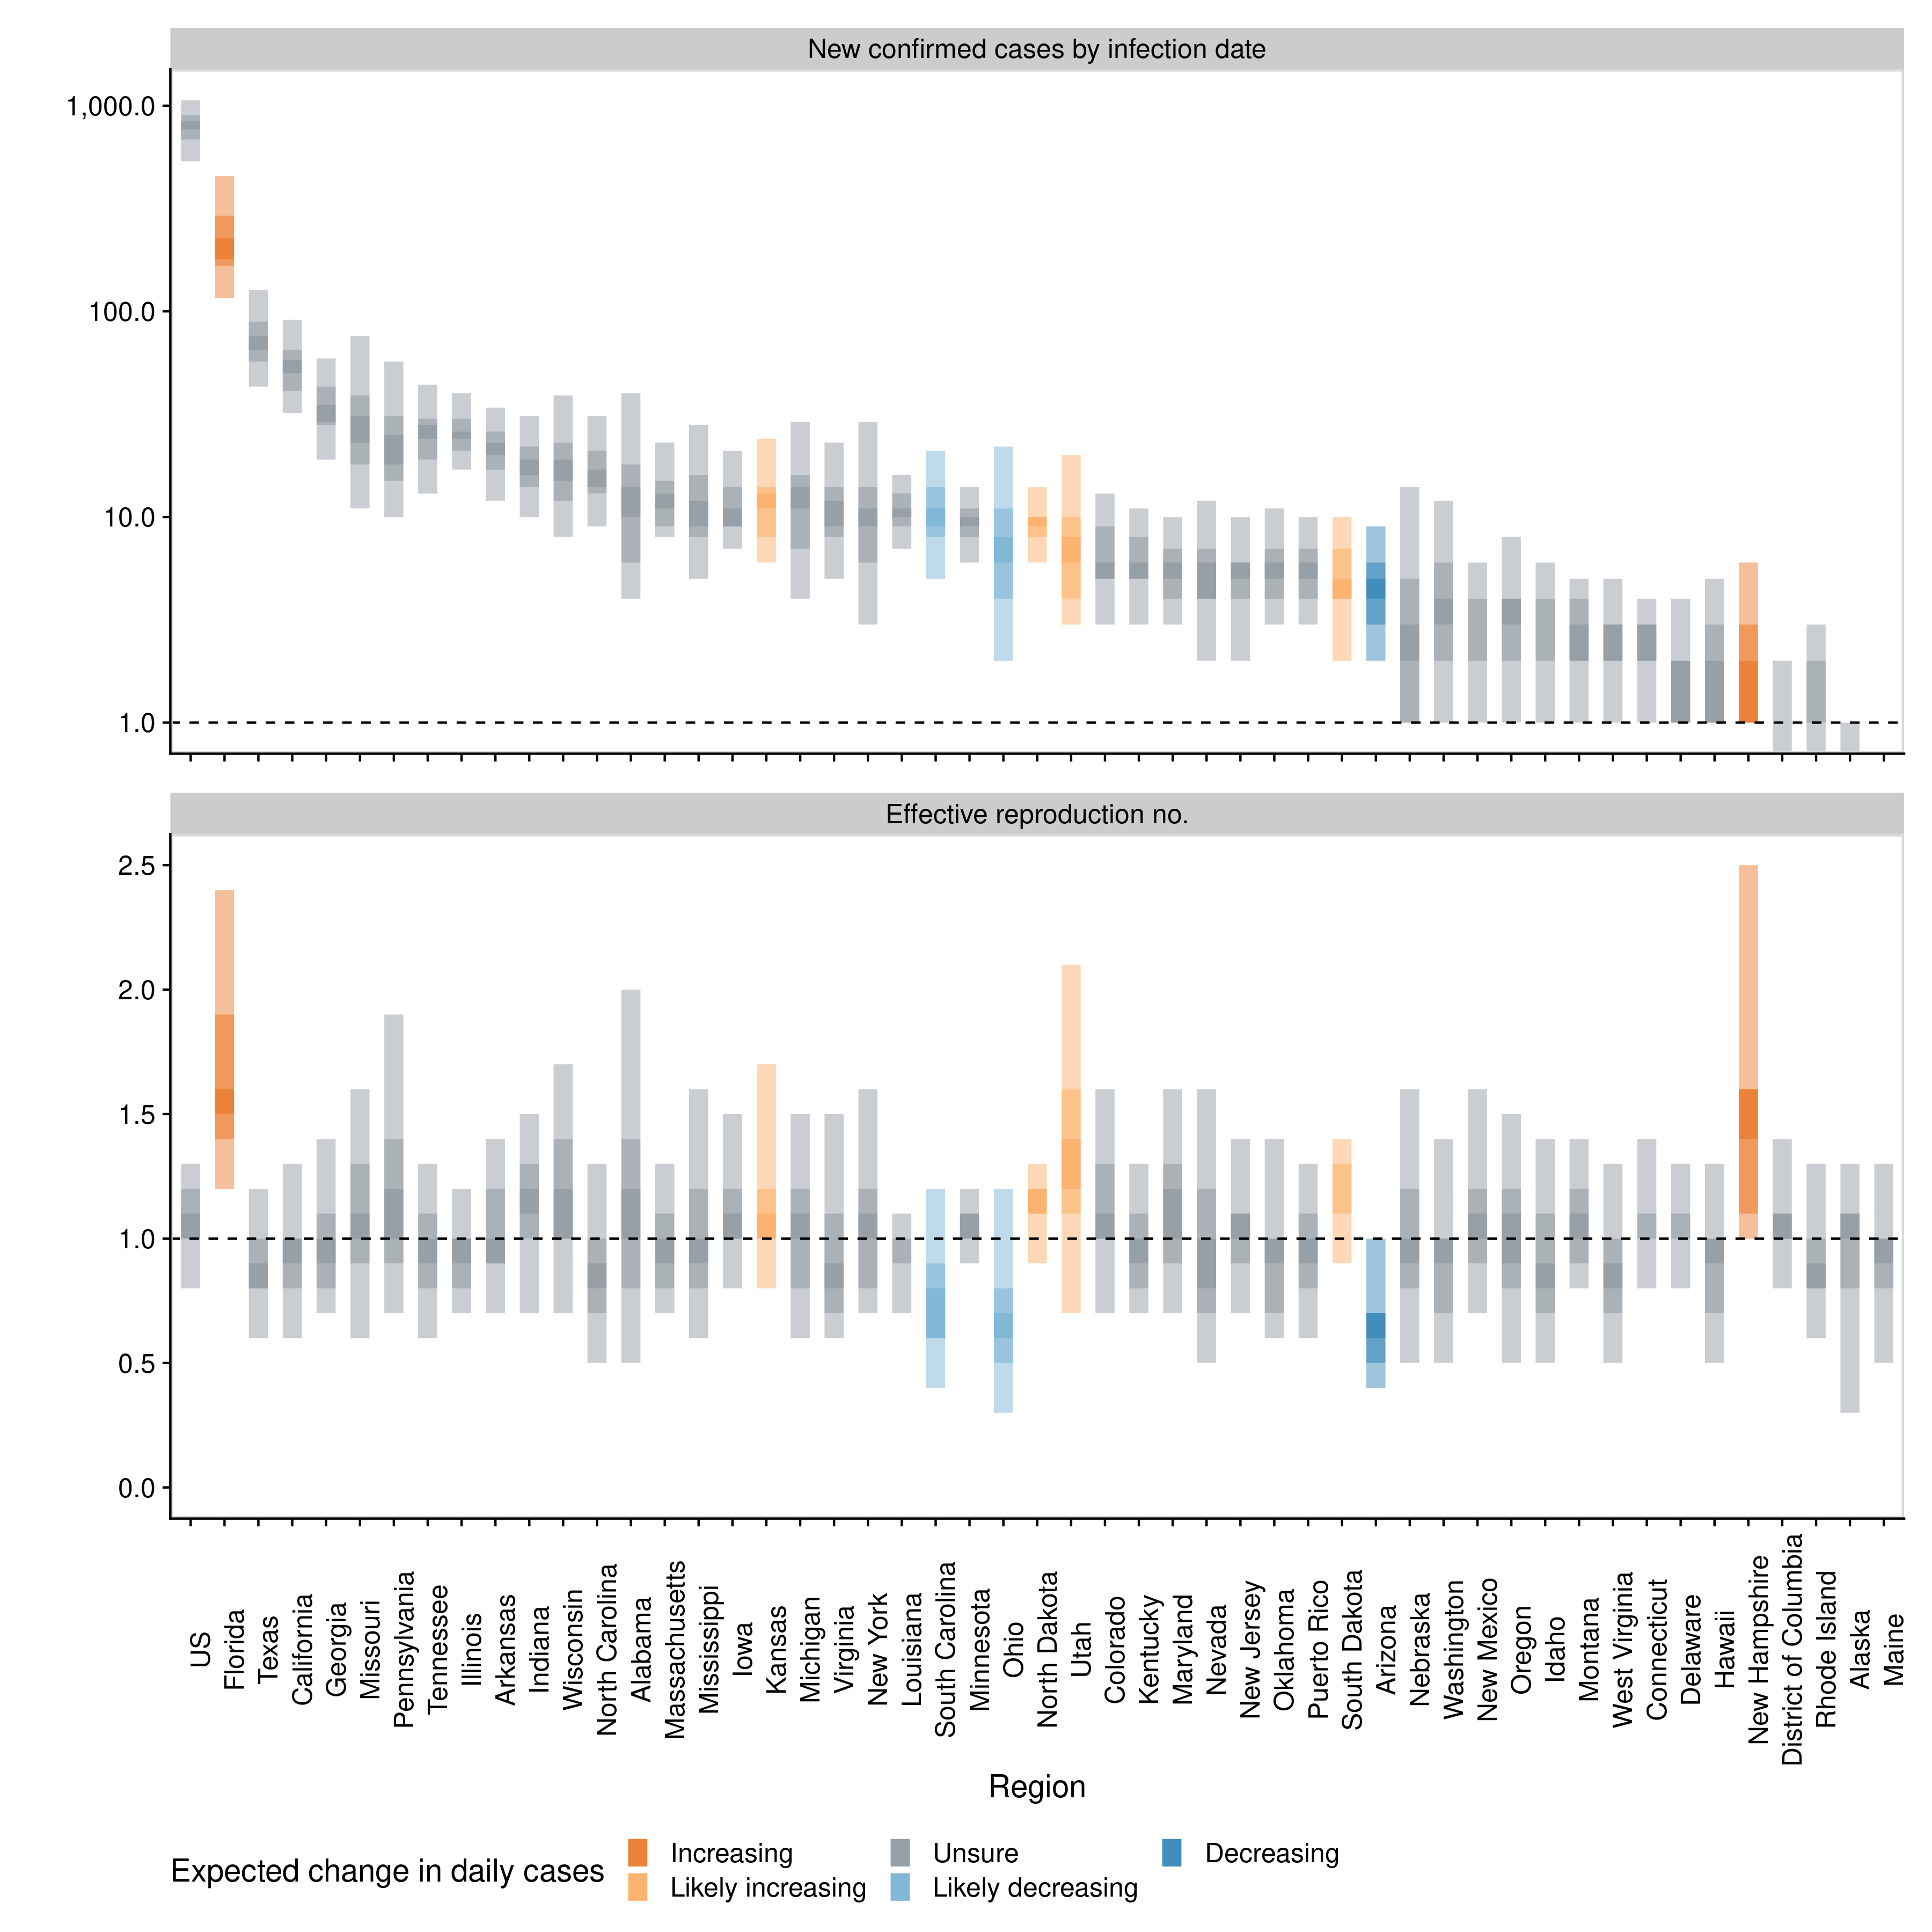 New confirmed cases by infection date
1,000.0
100.0
10.0
1.0
Effective reproduction no.
2.5
2.0
1.5
1.0
0.5
0.0
US
Florida
Texas
California
Georgia
Missouri
Pennsylvania
Tennessee
Illinois
Arkansas
Indiana
Wisconsin
North Carolina
Alabama
Massachusetts
Mississippi
Iowa
Kansas
Michigan
Virginia
New York
Louisiana
South Carolina
Minnesota
Ohio
North Dakota
Utah
Colorado
Kentucky
Maryland
Nevada
New Jersey
Oklahoma
Puerto Rico
South Dakota
Arizona
Nebraska
Washington
New Mexico
Oregon
Idaho
Montana
West Virginia
Connecticut
Delaware
Hawaii
New Hampshire
District of Columbia
Rhode Island
Alaska
Maine
Region
Expected change in daily cases
Increasing
Likely increasing
Unsure
Likely decreasing
Decreasing